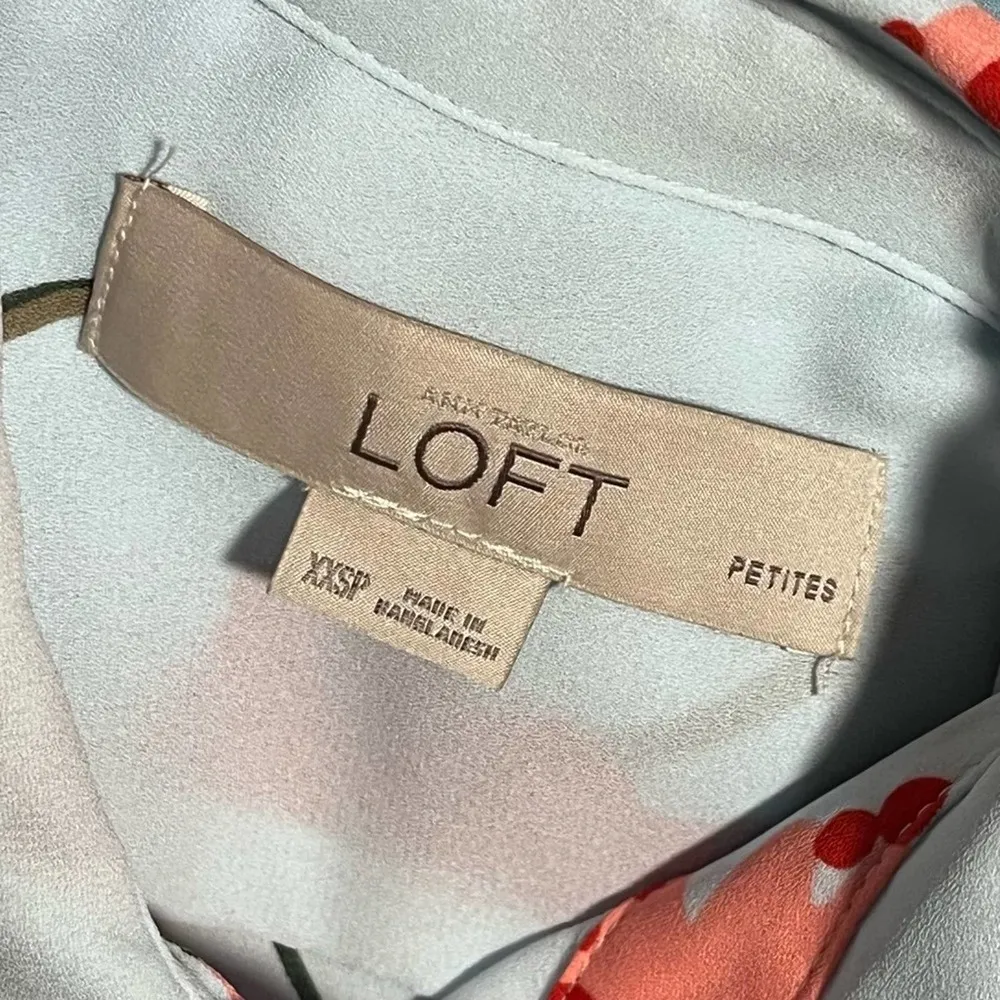 ANN TAYLOR
LOFT
PETITES
XXSP
MADE IN
BANGLADESH